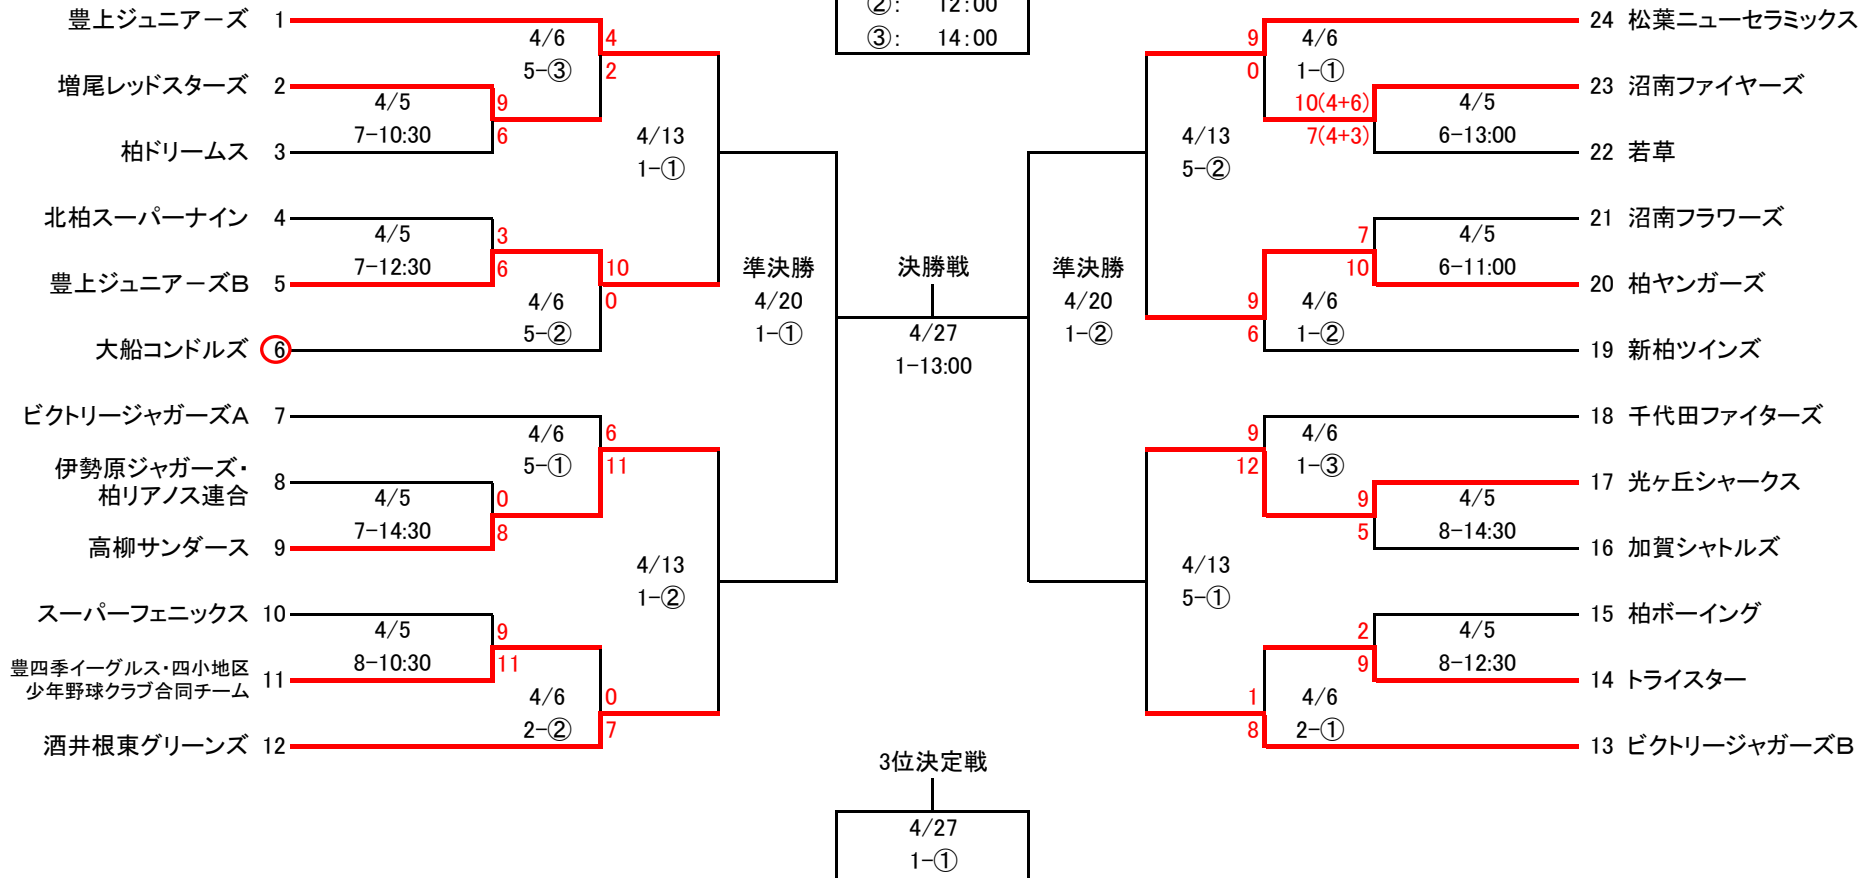 ②: 12:00
③: 14:00
豊上ジュニアーズ 1
4/6
5-③
4
2
増尾レッドスターズ 2
4/5
7-10:30
9
6
柏ドリームス 3
4/13
1-①
北柏スーパーナイン 4
4/5
7-12:30
3
6
豊上ジュニアーズB 5
10
0
4/6
5-②
大船コンドルズ 6
準決勝
4/20
1-①
ビクトリージャガーズA 7
4/6
5-①
6
11
伊勢原ジャガーズ・
柏リアノス連合 8
4/5
7-14:30
0
8
高柳サンダース 9
4/13
1-②
スーパーフェニックス 10
4/5
8-10:30
9
11
豊四季イーグルス・四小地区
少年野球クラブ合同チーム 11
4/6
2-②
0
7
酒井根東グリーンズ 12
決勝戦
4/27
1-13:00
3位決定戦
4/27
1-①
24 松葉ニューセラミックス
9
0
4/6
1-①
23 沼南ファイヤーズ
10(4+6)
7(4+3)
4/5
6-13:00
22 若草
4/13
5-②
21 沼南フラワーズ
7
10
4/5
6-11:00
20 柏ヤンガーズ
9
6
4/6
1-②
19 新柏ツインズ
準決勝
4/20
1-②
18 千代田ファイターズ
9
12
4/6
1-③
17 光ヶ丘シャークス
9
5
4/5
8-14:30
16 加賀シャトルズ
4/13
5-①
15 柏ボーイング
2
9
4/5
8-12:30
14 トライスター
1
8
4/6
2-①
13 ビクトリージャガーズB